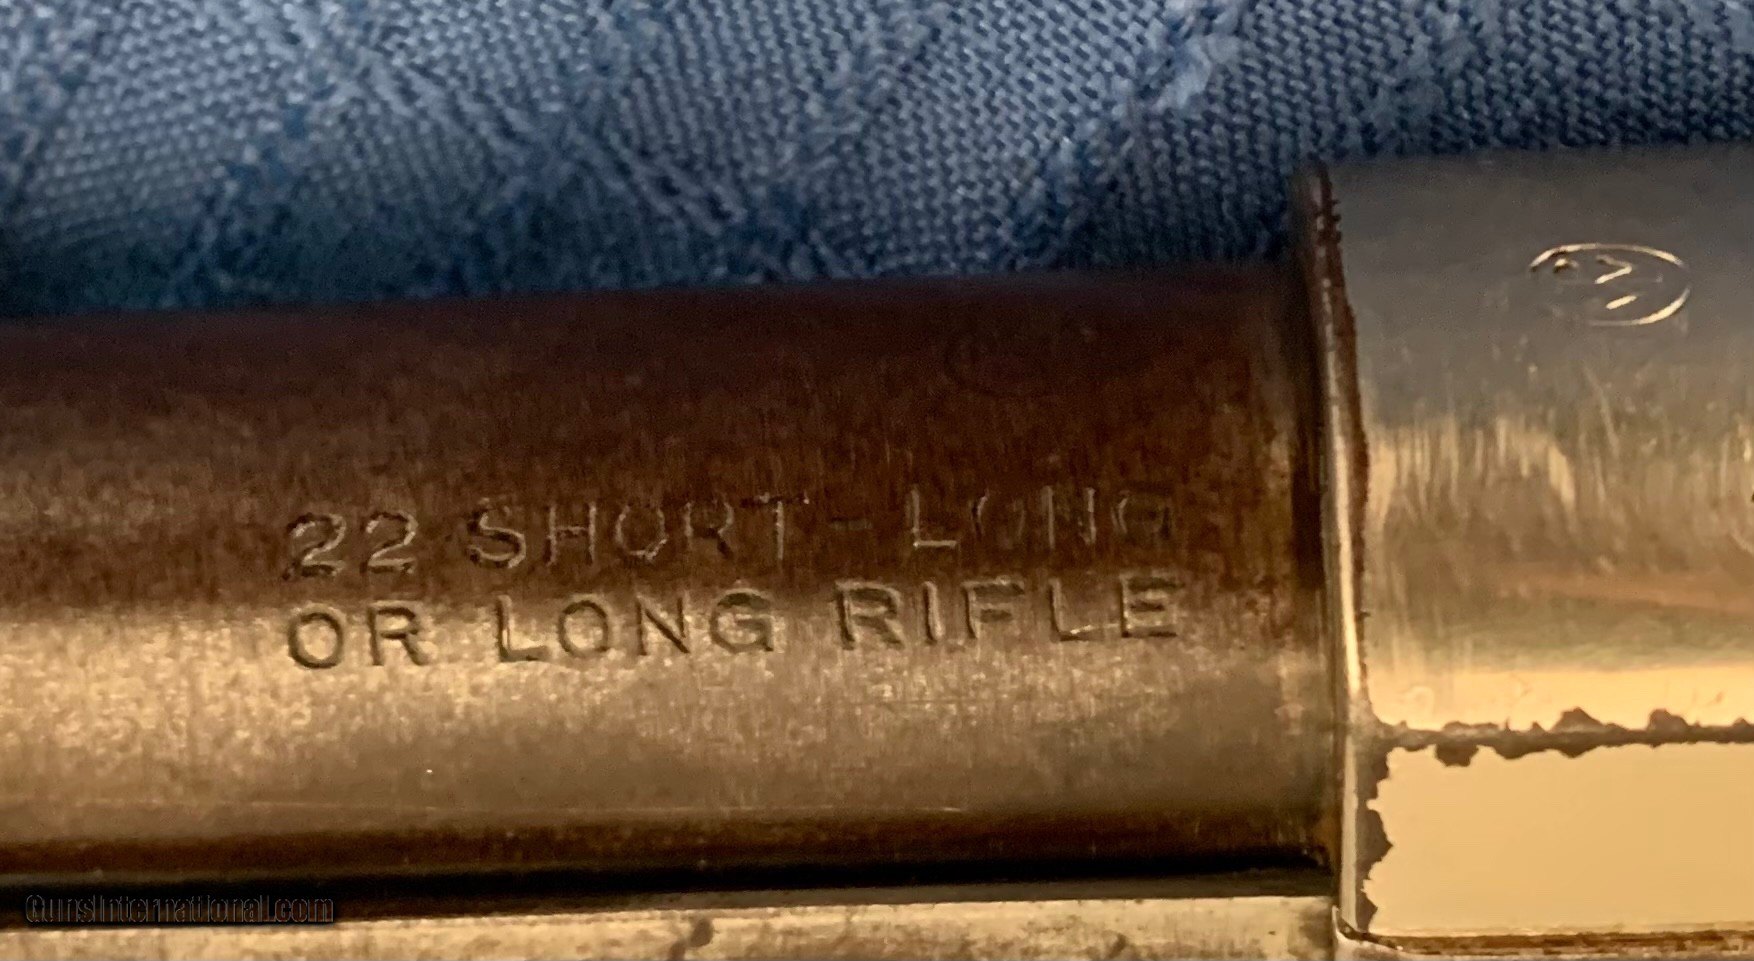 22 SHORT-LONG
OR LONG RIFLE
GunsInternational.com